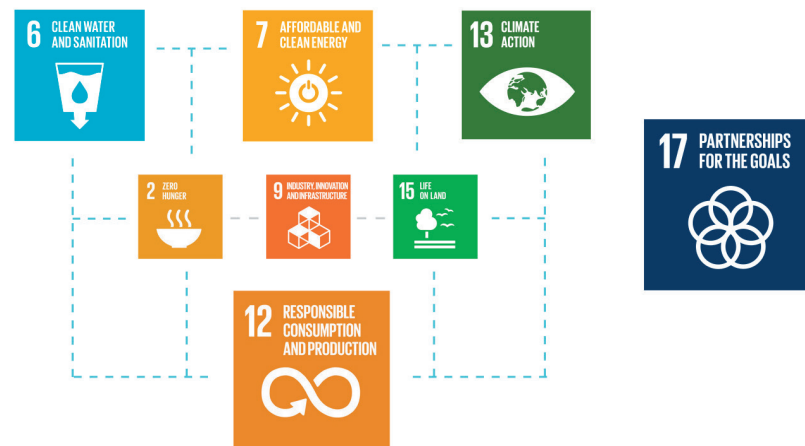 6 CLEAN WATER
AND SANITATION
7 AFFORDABLE AND
CLEAN ENERGY
13 CLIMATE
ACTION
17 PARTNERSHIPS
FOR THE GOALS
2 ZERO
HUNGER
9 INDUSTRY, INNOVATION
AND INFRASTRUCTURE
15 LIFE
ON LAND
12 RESPONSIBLE
CONSUMPTION
AND PRODUCTION